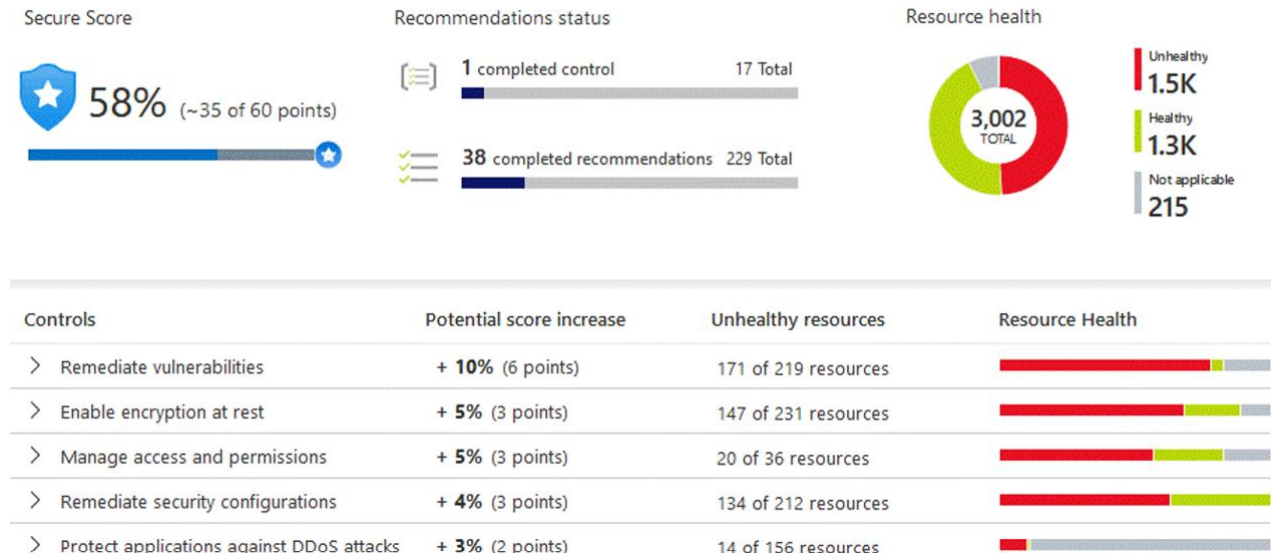 Secure Score
Recommendations status
Resource health
58% (~35 of 60 points)
1 completed control 17 Total
38 completed recommendations 229 Total
3,002
TOTAL
Unhealthy
1.5K
Healthy
1.3K
Not applicable
215
Controls Potential score increase Unhealthy resources Resource Health
Remediate vulnerabilities + 10% (6 points) 171 of 219 resources
Enable encryption at rest + 5% (3 points) 147 of 231 resources
Manage access and permissions + 5% (3 points) 20 of 36 resources
Remediate security configurations + 4% (3 points) 134 of 212 resources
Protect applications against DDoS attacks + 3% (2 points) 14 of 156 resources